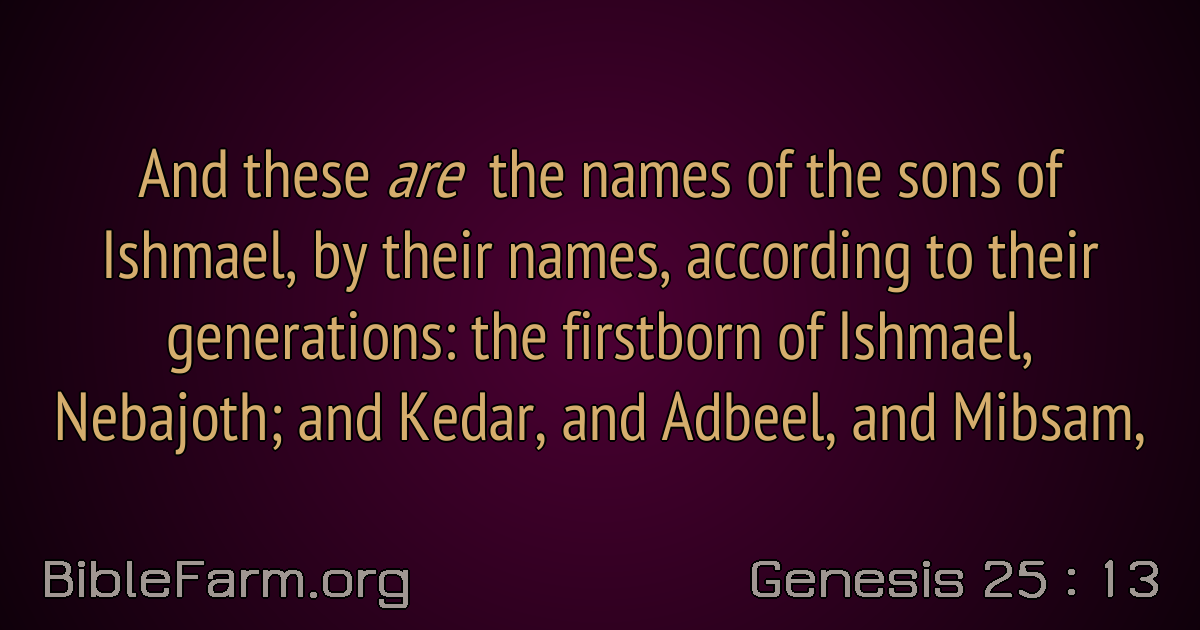 And these are the names of the sons of
Ishmael, by their names, according to their
generations: the firstborn of Ishmael,
Nebajoth; and Kedar, and Adbeel, and Mibsam,
BibleFarm.org
Genesis 25 : 13